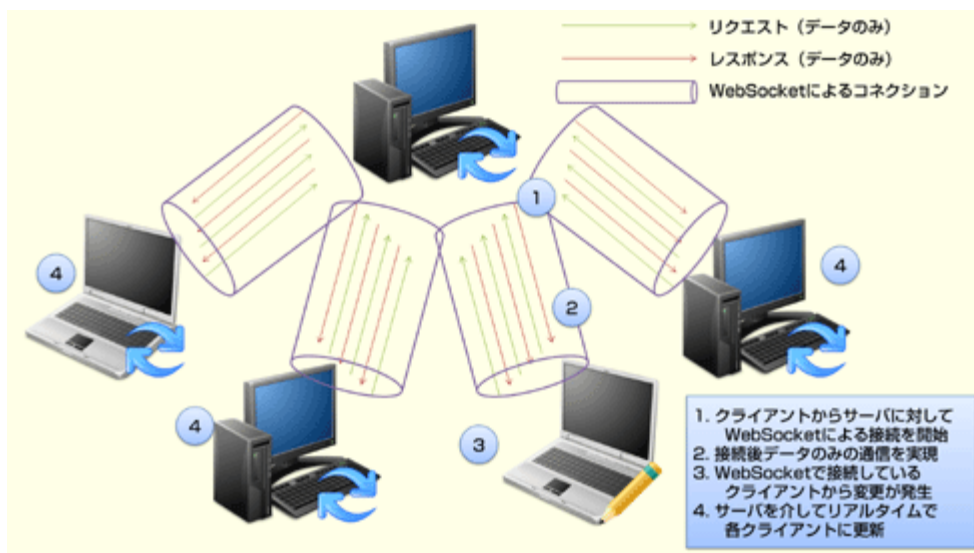 リクエスト（データのみ）
レスポンス（データのみ）
WebSocketによるコネクション
1
4
4
2
4
3
1. クライアントからサーバに対して
WebSocketによる接続を開始
2. 接続後データのみの通信を実現
3. WebSocketで接続している
クライアントから変更が発生
4. サーバを介してリアルタイムで
各クライアントに更新